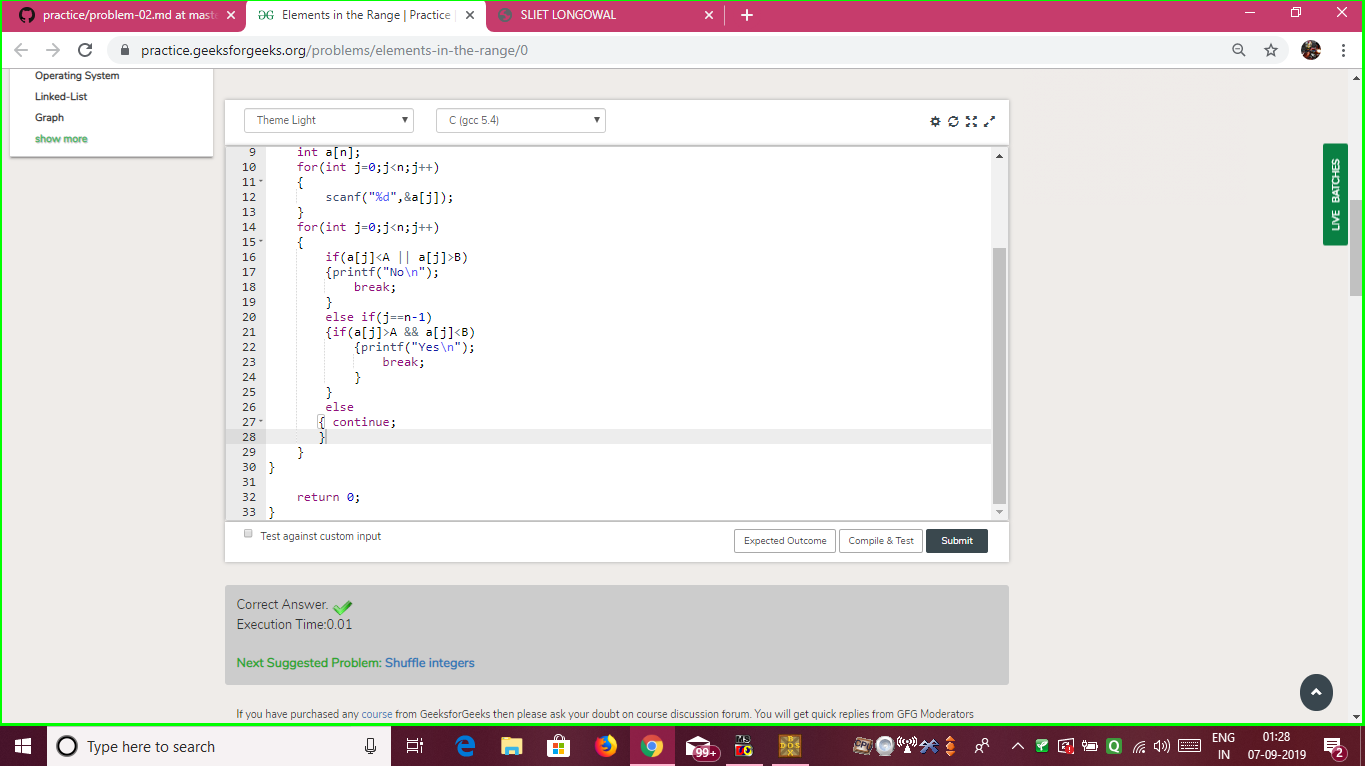 practice/problem-02.md at mast
Elements in the Range | Practice
SLIET LONGOWAL
practice.geeksforgeeks.org/problems/elements-in-the-range/0
Operating System
Linked-List
Graph
show more
Theme Light
C (gcc 5.4)
9 int a[n];
10 for(int j=0;j<n;j++)
11 {
12 scanf("%d",&a[j]);
13 }
14 for(int j=0;j<n;j++)
15 {
16 if(a[j]<A || a[j]>B)
17 {printf("No\n");
18 break;
19 }
20 else if(j==n-1)
21 {if(a[j]>A && a[j]<B)
22 {printf("Yes\n");
23 break;
24 }
25 }
26 else
27 { continue;
28 }
29 }
30 }
31
32 return 0;
33 }
LIVE BATCHES
Test against custom input
Expected Outcome
Compile & Test
Submit
Correct Answer.
Execution Time:0.01
Next Suggested Problem: Shuffle integers
If you have purchased any course from GeeksforGeeks then please ask your doubt on course discussion forum. You will get quick replies from GFG Moderators
Type here to search
99+
ENG
IN
01:28
07-09-2019
2